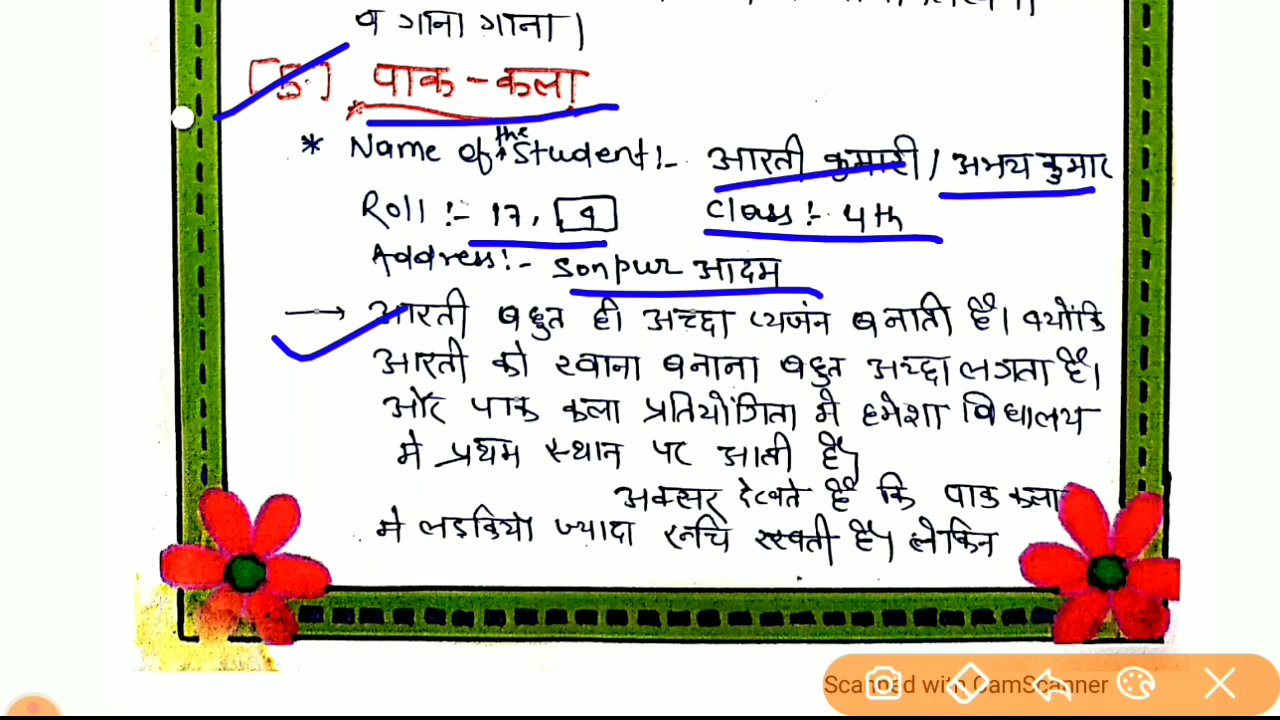 व गाना गाना।
[5.] पाक-कला
* Name of the Student:- आरती कुमारी / अभय कुमार
Roll :- 17, 9 Class :- 4th
Address:- Sonpur आदम
→ आरती बहुत ही अच्छा व्यजंन बनाती है। क्योंकि
आरती को खाना बनाना बहुत अच्छा लगता है।
और पाक कला प्रतियोगिता मे हमेशा विधालय
मे प्रथम स्थान पर आती है।
अक्सर देखते हैं कि पाक कला
मे लड़कियो ज्यादा रूचि रखती है। लेकिन
Scanned with CamScanner